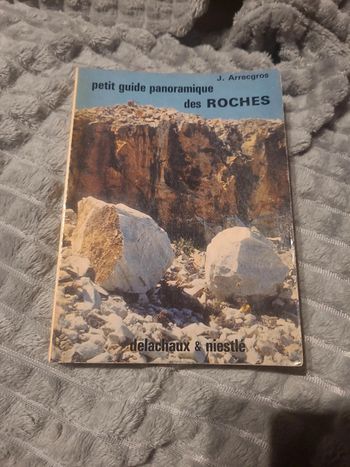 J. Arrecgros
petit guide panoramique
des ROCHES
delachaux & niestlé